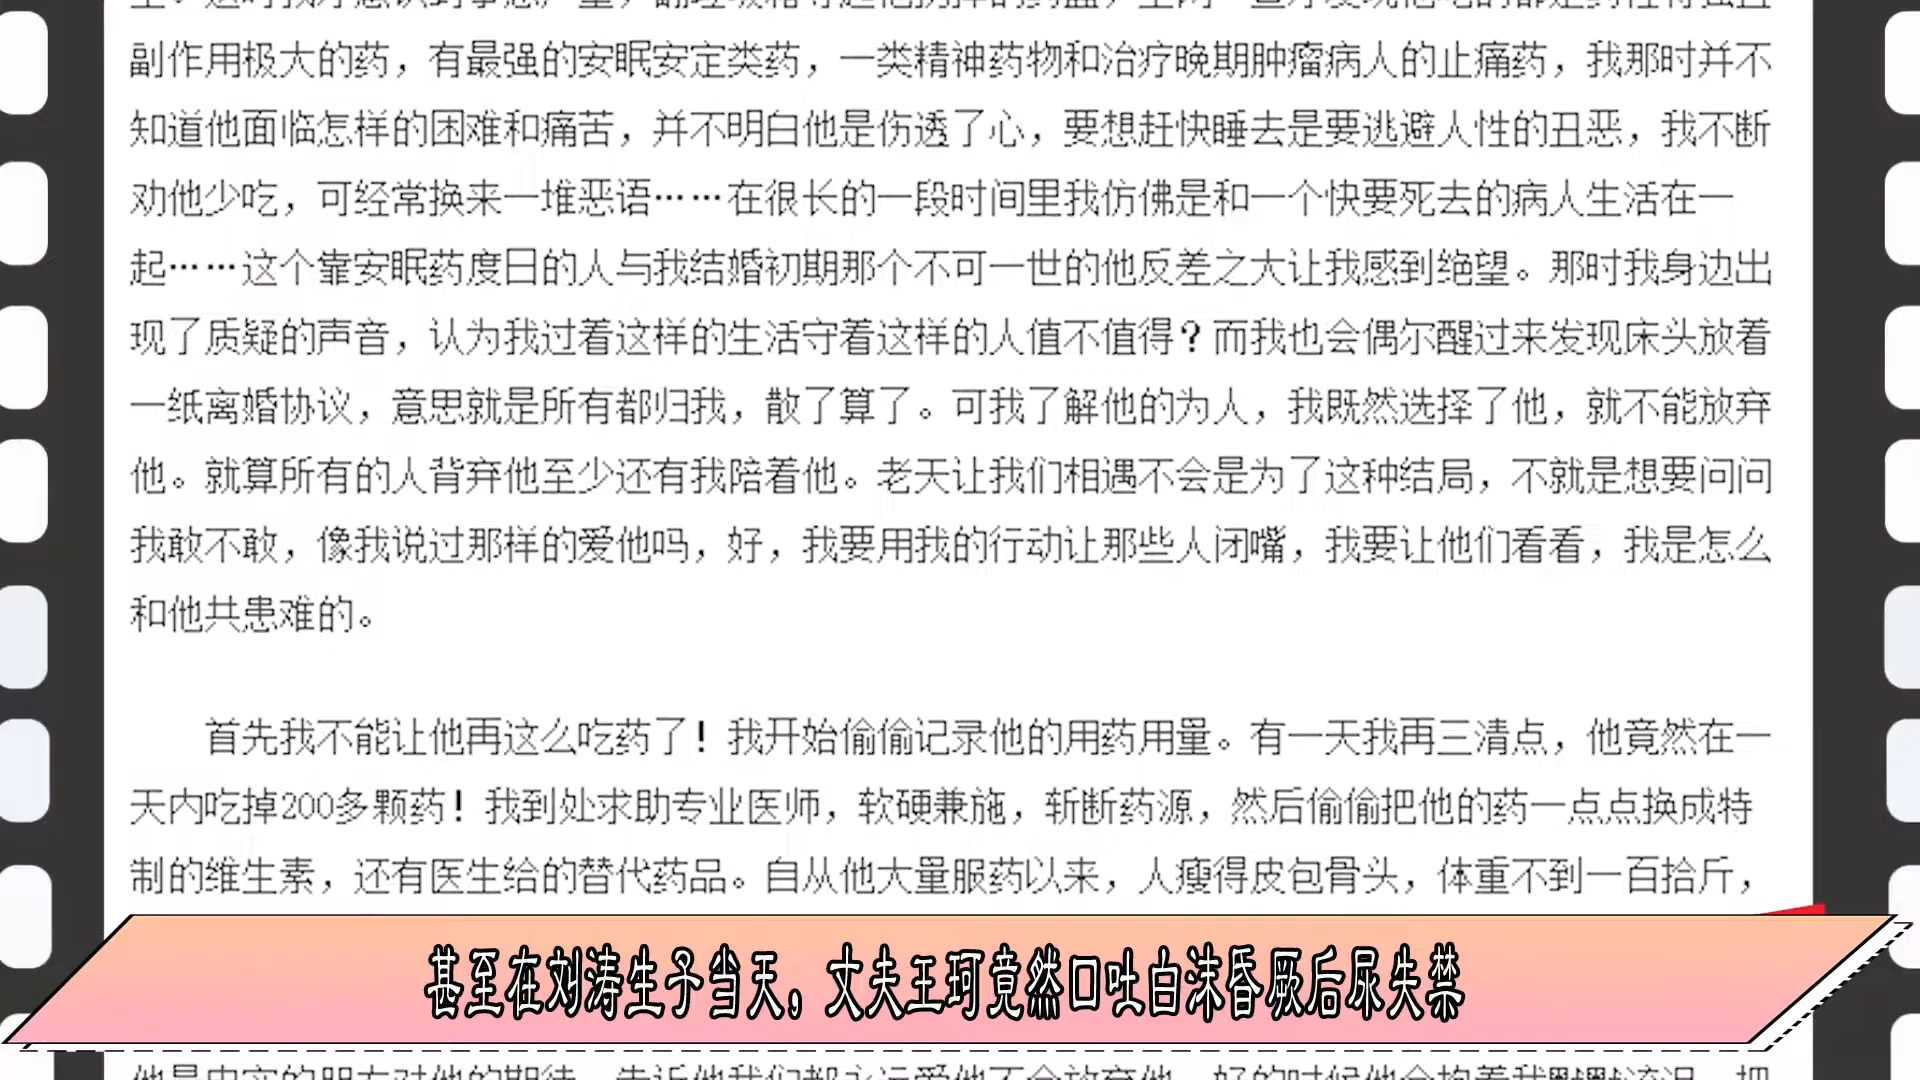 副作用极大的药，有最强的安眠安定类药，一类精神药物和治疗晚期肿瘤病人的止痛药，我那时并不
知道他面临怎样的困难和痛苦，并不明白他是伤透了心，要想赶快睡去是要逃避人性的丑恶，我不断
劝他少吃，可经常换来一堆恶语……在很长的一段时间里我仿佛是和一个快要死去的病人生活在一
起……这个靠安眠药度日的人与我结婚初期那个不可一世的他反差之大让我感到绝望。那时我身边出
现了质疑的声音，认为我过着这样的生活守着这样的人值不值得？而我也会偶尔醒过来发现床头放着
一纸离婚协议，意思就是所有都归我，散了算了。可我了解他的为人，我既然选择了他，就不能放弃
他。就算所有的人背弃他至少还有我陪着他。老天让我们相遇不会是为了这种结局，不就是想要问问
我敢不敢，像我说过那样的爱他吗，好，我要用我的行动让那些人闭嘴，我要让他们看看，我是怎么
和他共患难的。
首先我不能让他再这么吃药了！我开始偷偷记录他的用药用量。有一天我再三清点，他竟然在一
天内吃掉200多颗药！我到处求助专业医师，软硬兼施，斩断药源，然后偷偷把他的药一点点换成特
制的维生素，还有医生给的替代药品。自从他大量服药以来，人瘦得皮包骨头，体重不到一百拾斤，
甚至在刘涛生子当天，丈夫王珂竟然口吐白沫昏厥后尿失禁